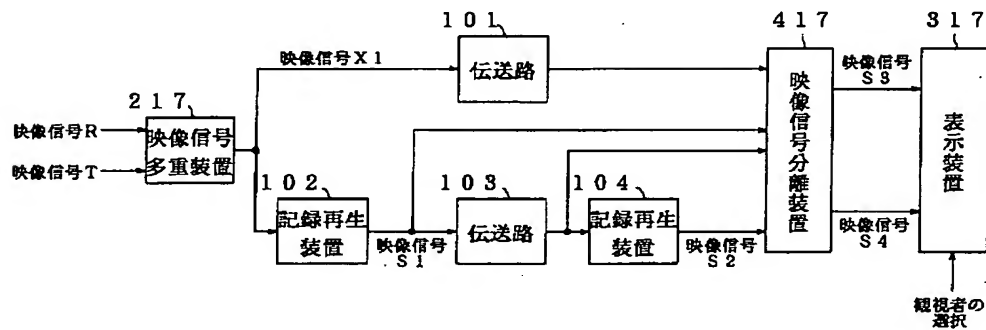 101
417
317
映像信号X1
伝送路
映像信号
S3
217
映像信号R
映像信号T
映像信号
多重装置
映像信号分離装置
表示装置
102
103
104
記録再生
装置
映像信号
S1
伝送路
記録再生
装置
映像信号
S2
映像信号
S4
観視者の
選択